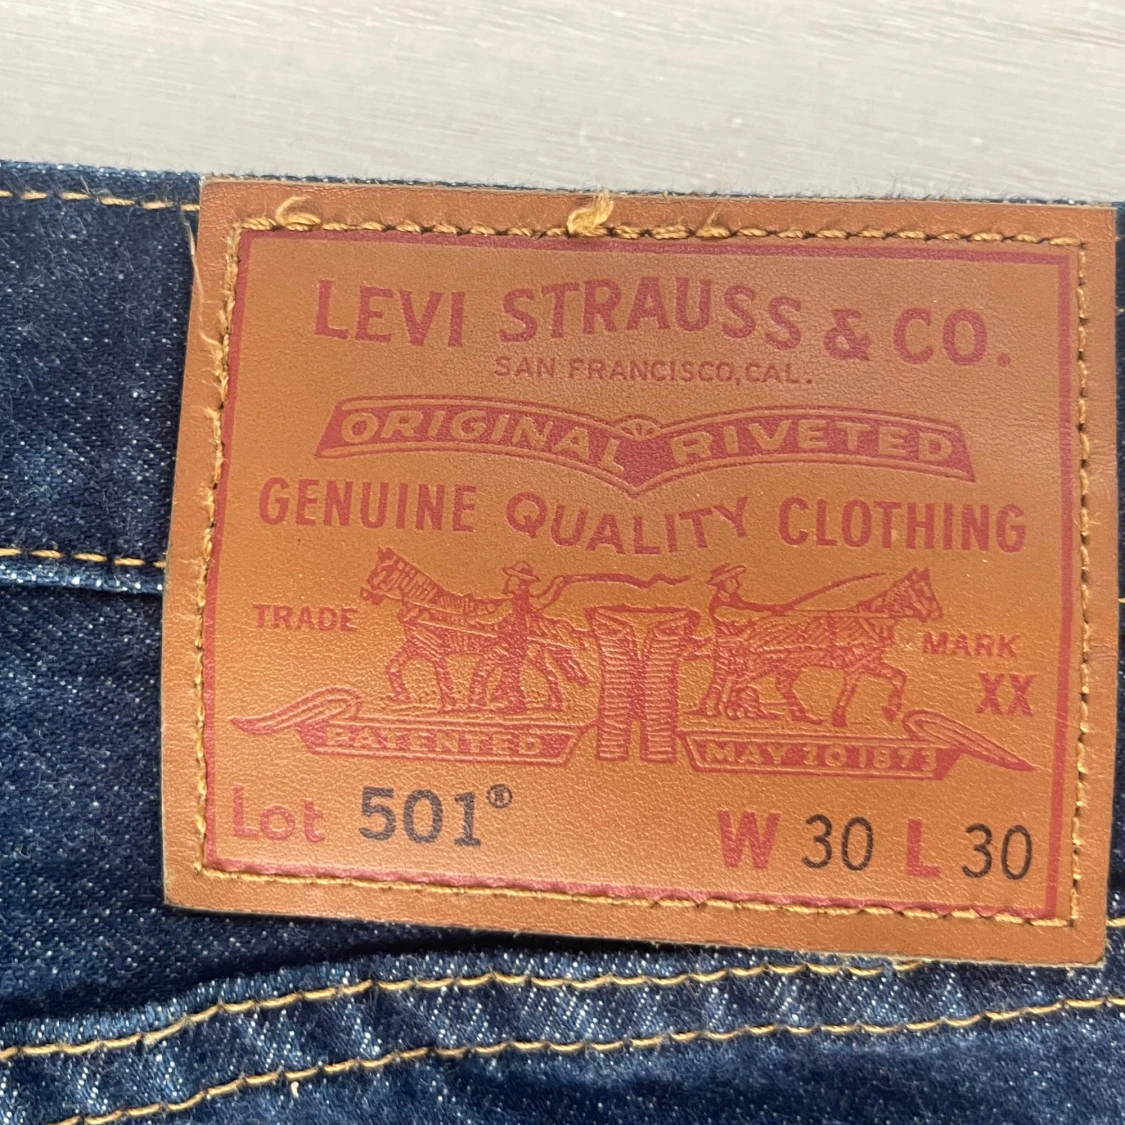 LEVI STRAUSS & CO.
SAN FRANCISCO, CAL.
ORIGINAL RIVETED
GENUINE QUALITY CLOTHING
TRADE MARK
XX
PATENTED MAY 20 1873
Lot 501® W 30 L 30